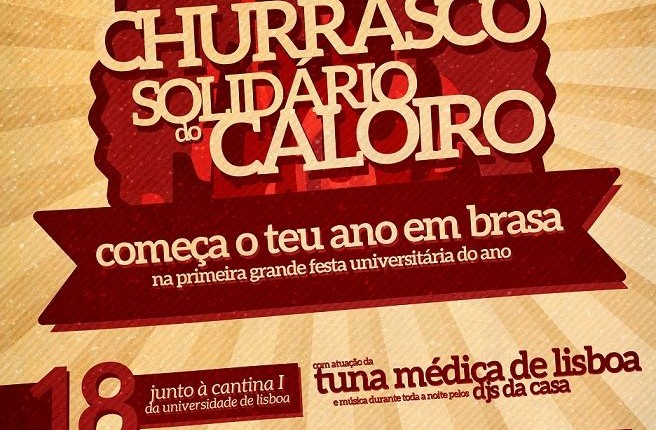 CHURRASCO
SOLIDÁRIO
do CALOIRO
começa o teu ano em brasa
na primeira grande festa universitária do ano
18
junto à cantina I
da universidade de lisboa
com atuação da
tuna médica de lisboa
e música durante toda a noite pelos djs da casa